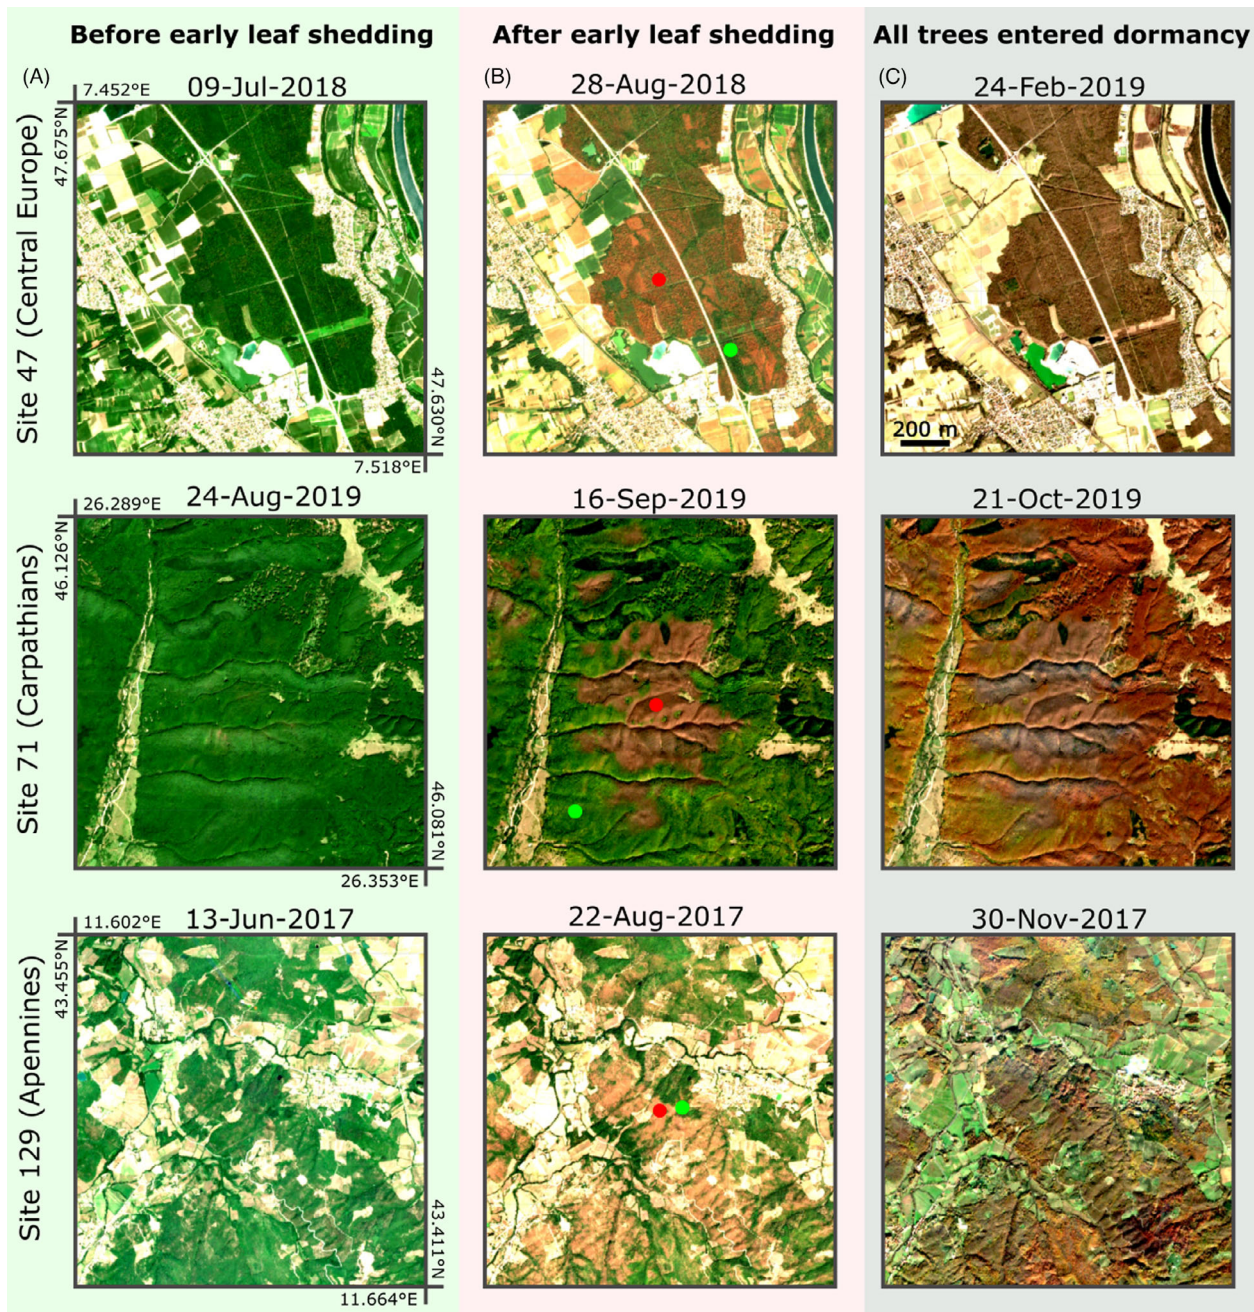 Before early leaf shedding
After early leaf shedding
All trees entered dormancy
(A)
(B)
(C)
Site 47 (Central Europe)
7.452°E
47.675°N
09-Jul-2018
47.630°N
7.518°E
28-Aug-2018
24-Feb-2019
200 m
Site 71 (Carpathians)
26.289°E
46.126°N
24-Aug-2019
46.081°N
26.353°E
16-Sep-2019
21-Oct-2019
Site 129 (Apennines)
11.602°E
43.455°N
13-Jun-2017
43.411°N
11.664°E
22-Aug-2017
30-Nov-2017